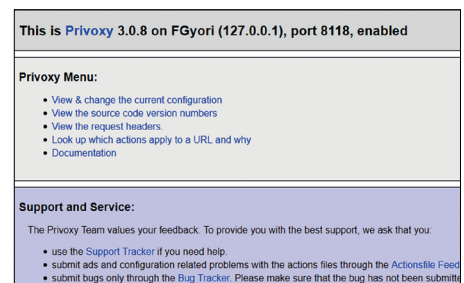 This is Privoxy 3.0.8 on FGyori (127.0.0.1), port 8118, enabled
Privoxy Menu:
• View & change the current configuration
• View the source code version numbers
• View the request headers.
• Look up which actions apply to a URL and why
• Documentation
Support and Service:
The Privoxy Team values your feedback. To provide you with the best support, we ask that you:
• use the Support Tracker if you need help.
• submit ads and configuration related problems with the actions files through the Actionsfile Feed
• submit bugs only through the Bug Tracker. Please make sure that the bug has not been submitte